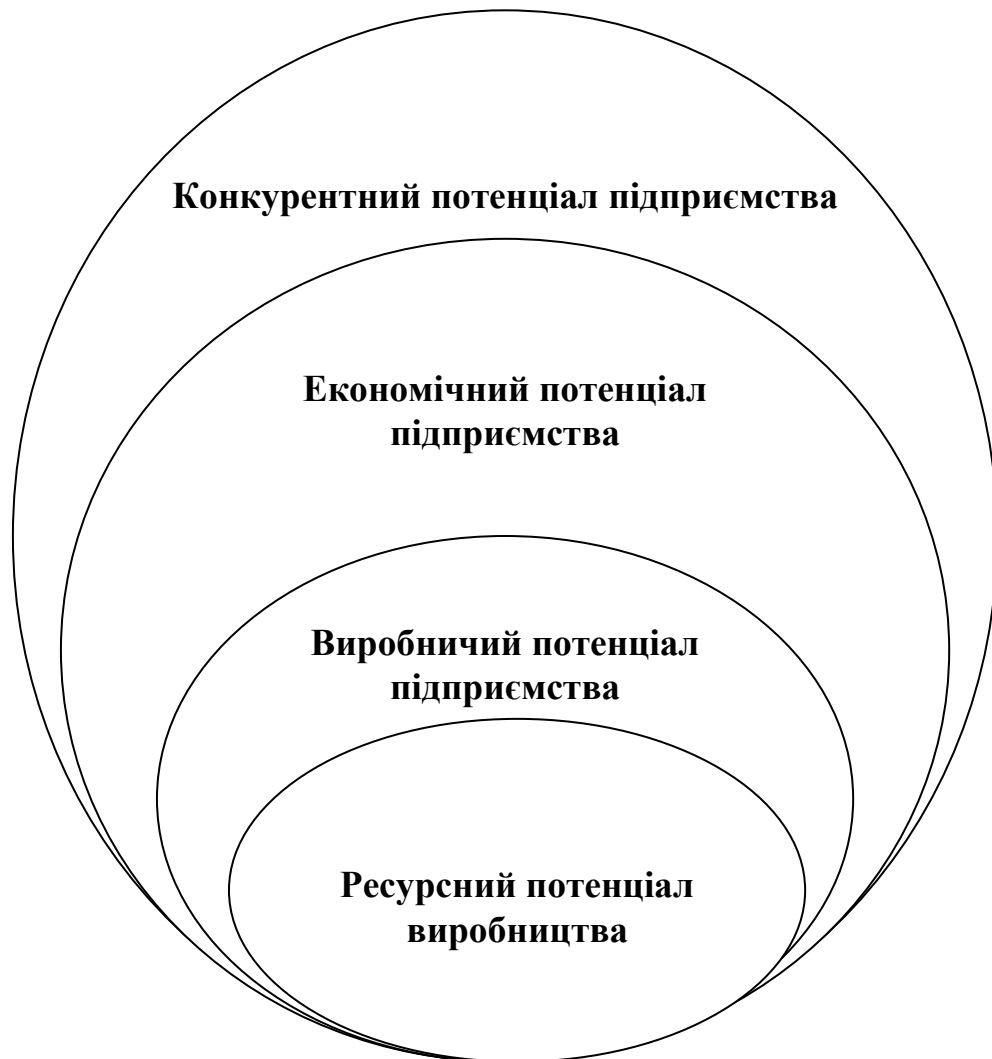 Конкурентний потенціал підприємства
Економічний потенціал
підприємства
Виробничий потенціал
підприємства
Ресурсний потенціал
виробництва